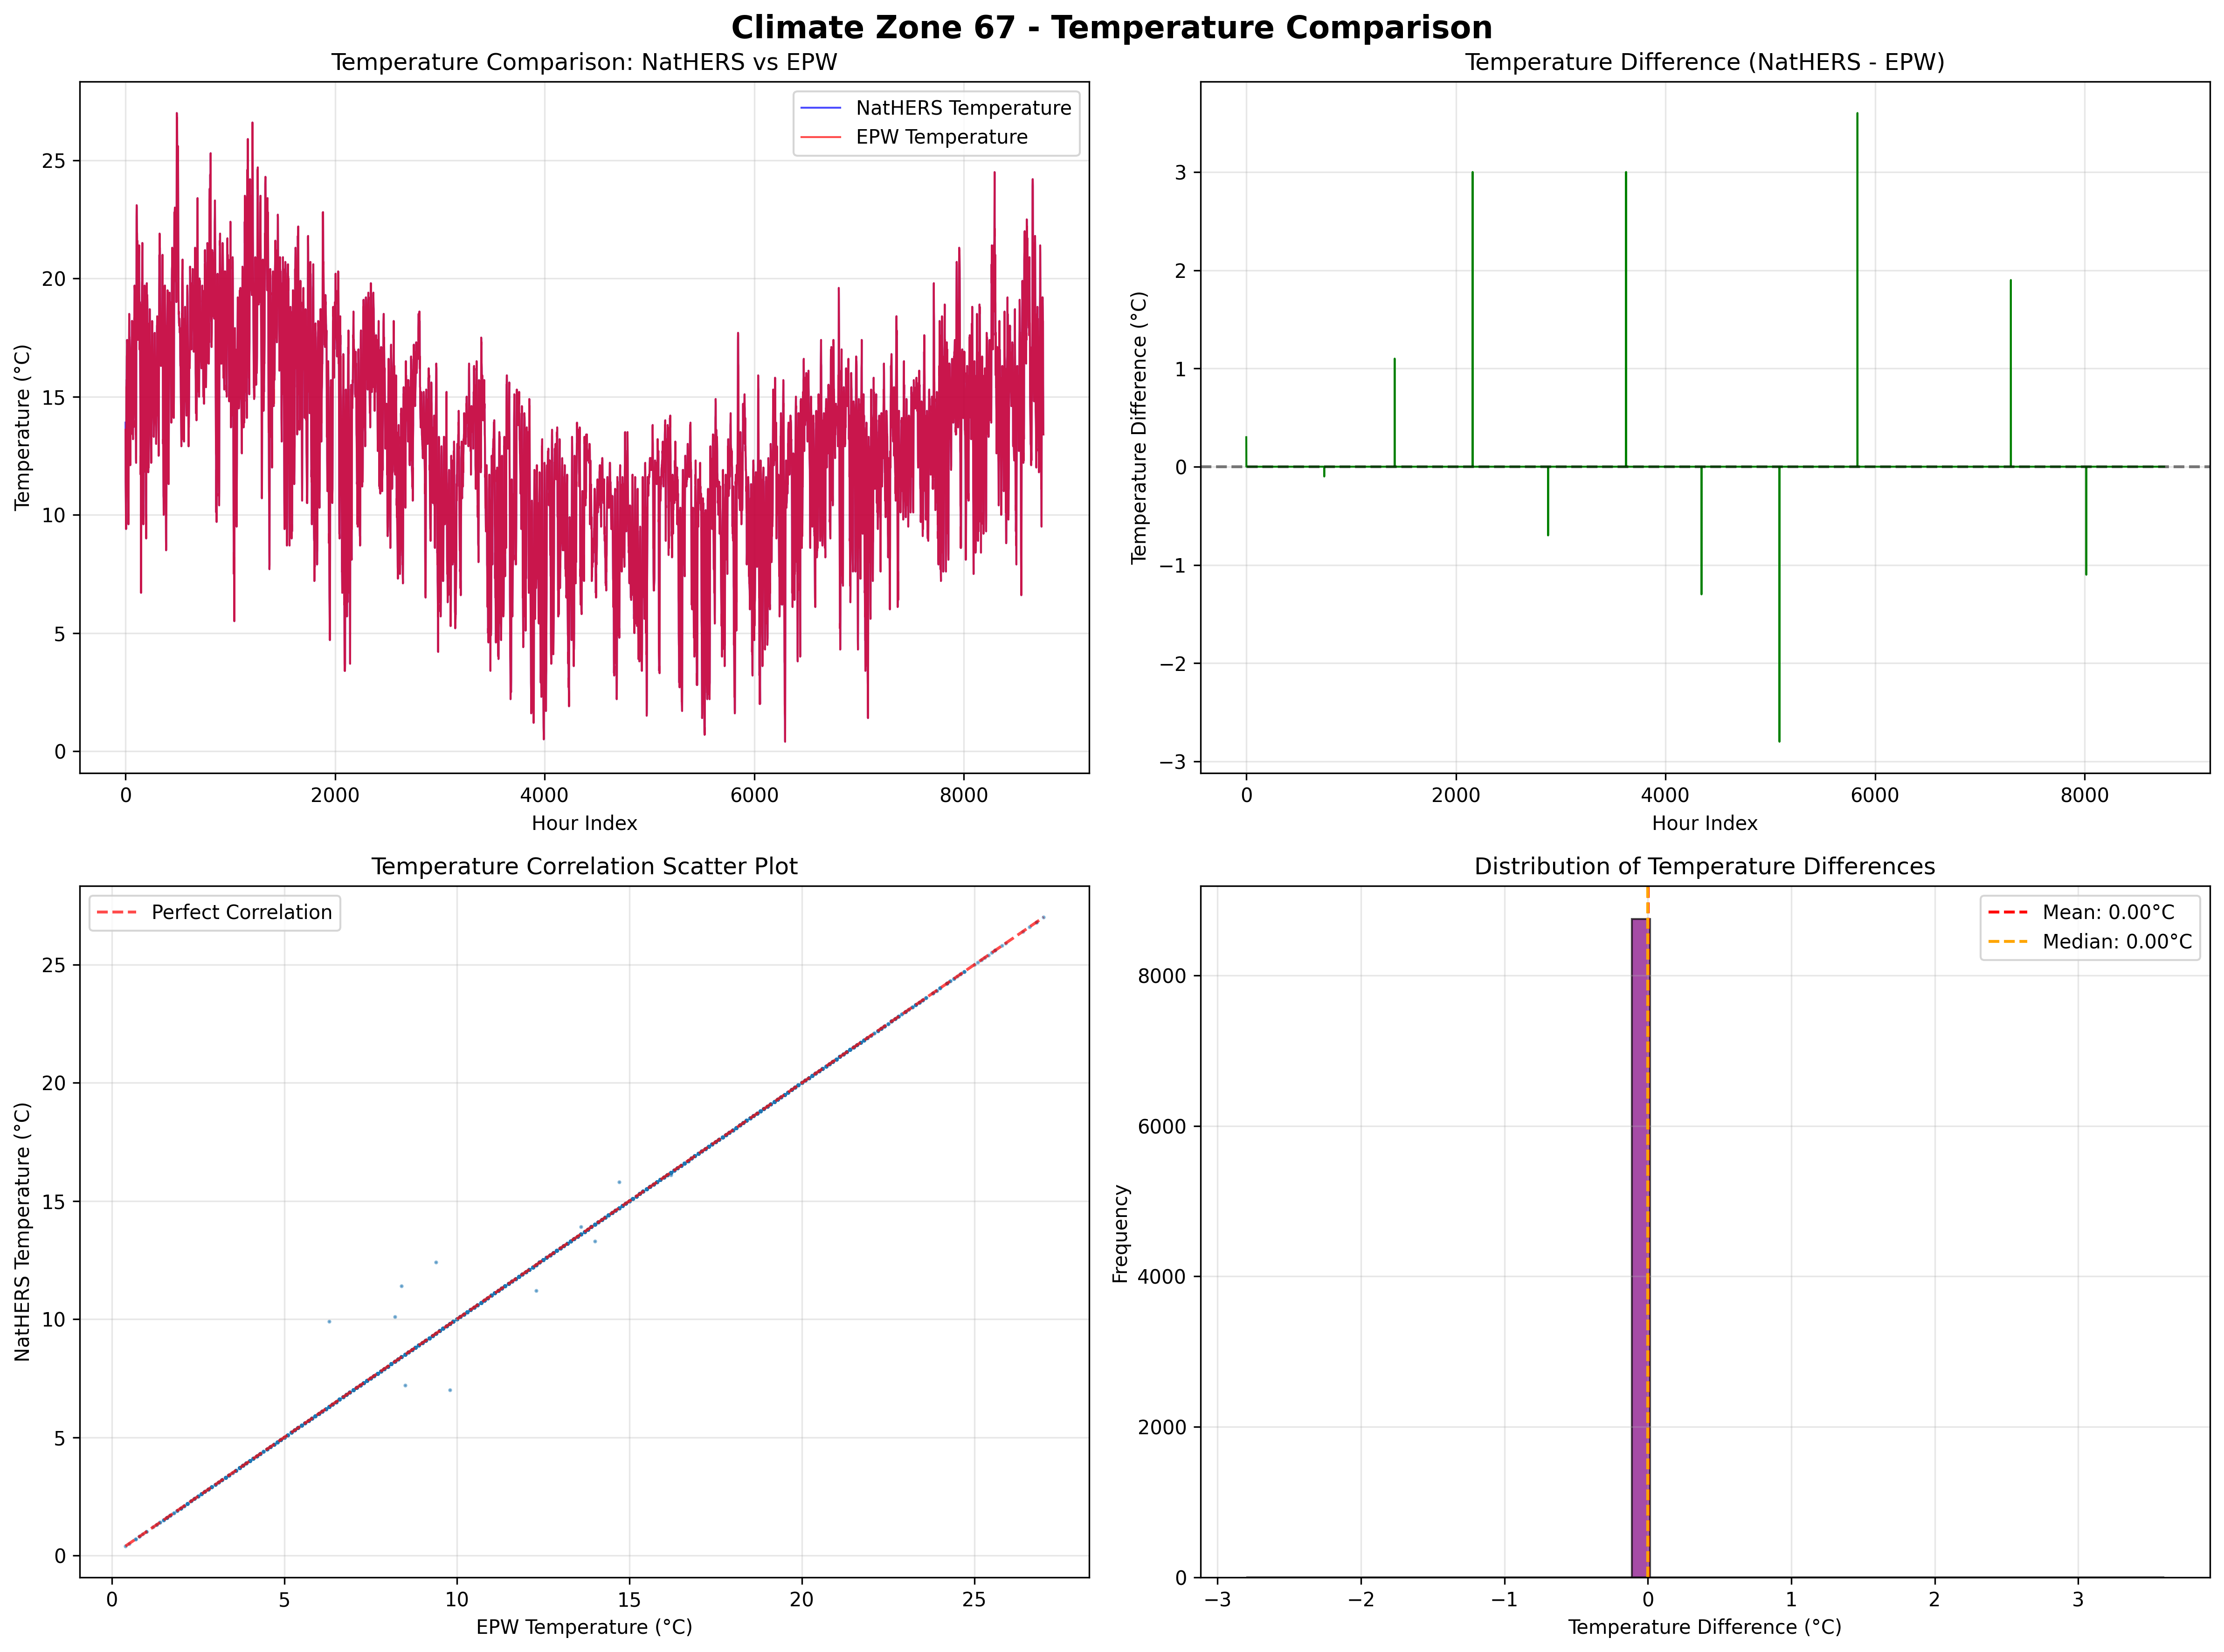 Climate Zone 67 - Temperature Comparison
Temperature Comparison: NatHERS vs EPW
NatHERS Temperature
EPW Temperature
Temperature (°C)
25
20
15
10
5
0
0 2000 4000 6000 8000
Hour Index
Temperature Difference (NatHERS - EPW)
Temperature Difference (°C)
3
2
1
0
−1
−2
−3
0 2000 4000 6000 8000
Hour Index
Temperature Correlation Scatter Plot
Perfect Correlation
NatHERS Temperature (°C)
25
20
15
10
5
0
0 5 10 15 20 25
EPW Temperature (°C)
Distribution of Temperature Differences
Mean: 0.00°C
Median: 0.00°C
Frequency
8000
6000
4000
2000
0
−3 −2 −1 0 1 2 3
Temperature Difference (°C)